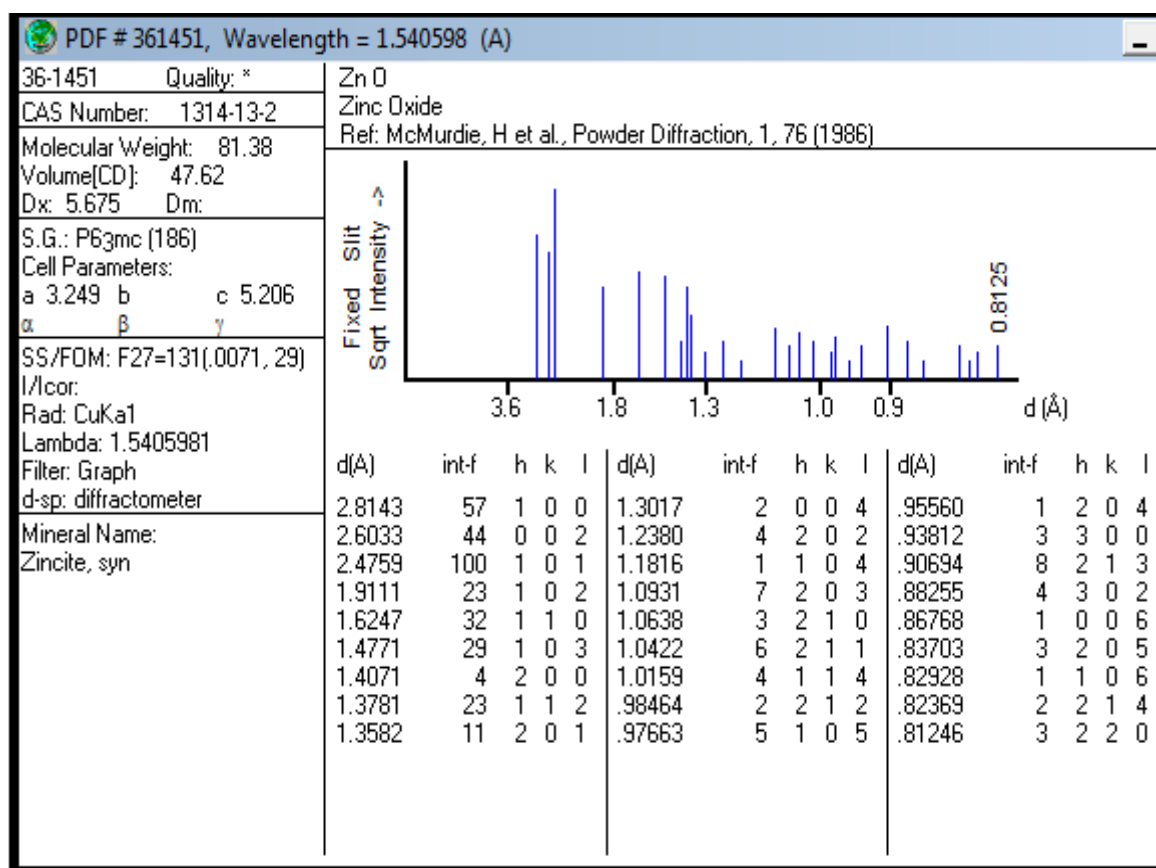 PDF # 361451, Wavelength = 1.540598 (A)
36-1451 Quality: *
CAS Number: 1314-13-2
Molecular Weight: 81.38
Volume[CD]: 47.62
Dx: 5.675 Dm:
S.G.: P63mc (186)
Cell Parameters:
a 3.249 b c 5.206
α β γ
SS/FOM: F27=131(.0071, 29)
I/Icor:
Rad: CuKa1
Lambda: 1.5405981
Filter: Graph
d-sp: diffractometer
Mineral Name:
Zincite, syn
Zn O
Zinc Oxide
Ref: McMurdie, H et al., Powder Diffraction, 1, 76 (1986)
Fixed Slit
Sqrt Intensity ->
0.8125
3.6 1.8 1.3 1.0 0.9 d (Å)
d(A) int-f h k l d(A) int-f h k l d(A) int-f h k l
2.8143 57 1 0 0 1.3017 2 0 0 4 .95560 1 2 0 4
2.6033 44 0 0 2 1.2380 4 2 0 2 .93812 3 3 0 0
2.4759 100 1 0 1 1.1816 1 1 0 4 .90694 8 2 1 3
1.9111 23 1 0 2 1.0931 7 2 0 3 .88255 4 3 0 2
1.6247 32 1 1 0 1.0638 3 2 1 0 .86768 1 0 0 6
1.4771 29 1 0 3 1.0422 6 2 1 1 .83703 3 2 0 5
1.4071 4 2 0 0 1.0159 4 1 1 4 .82928 1 1 0 6
1.3781 23 1 1 2 .98464 2 2 1 2 .82369 2 2 1 4
1.3582 11 2 0 1 .97663 5 1 0 5 .81246 3 2 2 0